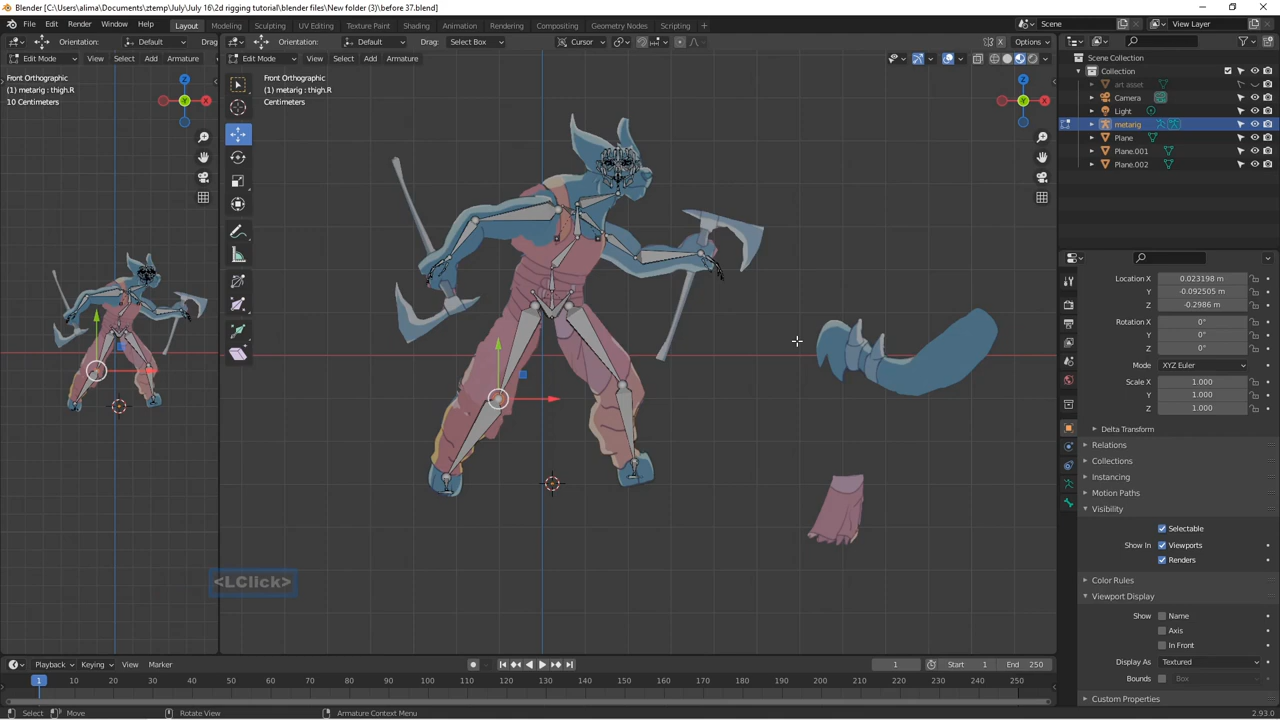 Blender [C:\Users\alima\Documents\ztemp\July\July 16\2d rigging tutorial\blender files\New folder (3)\before 37.blend]
File Edit Render Window Help Layout Modeling Sculpting UV Editing Texture Paint Shading Animation Rendering Compositing Geometry Nodes Scripting + Scene View Layer
Orientation: Default Drag Orientation: Default Drag: Select Box Cursor Options
Edit Mode View Select Add Armature Edit Mode View Select Add Armature
Front Orthographic
(1) metarig : thigh.R
10 Centimeters
Front Orthographic
(1) metarig : thigh.R
Centimeters
Z
X
Y
Z
X
Y
<LClick>
Scene Collection
Collection
art asset
Camera
Light
metarig
Plane
Plane.001
Plane.002
Location X 0.023198 m
Y -0.092505 m
Z -0.2986 m
Rotation X 0°
Y 0°
Z 0°
Mode XYZ Euler
Scale X 1.000
Y 1.000
Z 1.000
Delta Transform
Relations
Collections
Instancing
Motion Paths
Visibility
Selectable
Show In Viewports
Renders
Color Rules
Viewport Display
Show Name
Axis
In Front
Display As Textured
Bounds Box
Custom Properties
Playback Keying View Marker 1 Start 1 End 250
1 10 20 30 40 50 60 70 80 90 100 110 120 130 140 150 160 170 180 190 200 210 220 230 240 250
Select Move Rotate View Armature Context Menu 2.93.0